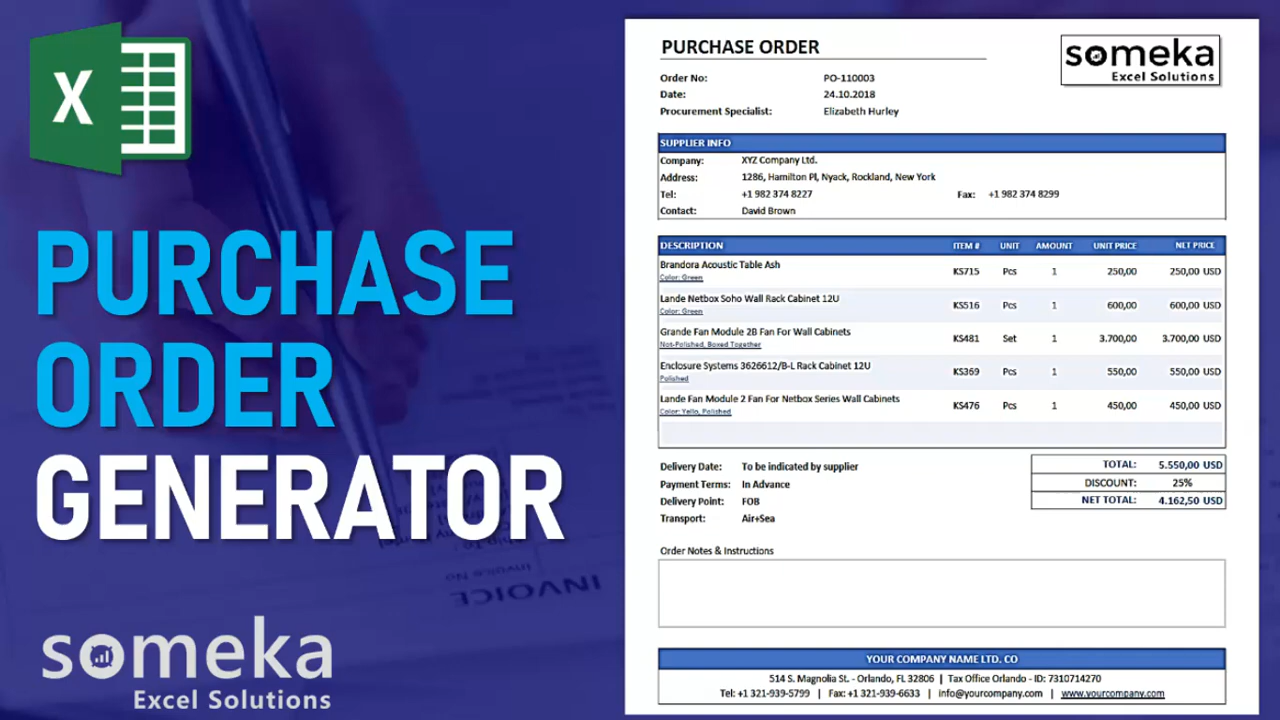 X
PURCHASE
ORDER
GENERATOR
someka
Excel Solutions
INVOICE
Invoice No
PURCHASE ORDER
someka
Excel Solutions
Order No: PO-110003
Date: 24.10.2018
Procurement Specialist: Elizabeth Hurley
SUPPLIER INFO
Company: XYZ Company Ltd.
Address: 1286, Hamilton Pl, Nyack, Rockland, New York
Tel: +1 982 374 8227 Fax: +1 982 374 8299
Contact: David Brown
DESCRIPTION ITEM # UNIT AMOUNT UNIT PRICE NET PRICE
Brandora Acoustic Table Ash
Color: Green
KS715 Pcs 1 250,00 250,00 USD
Lande Netbox Soho Wall Rack Cabinet 12U
Color: Green
KS516 Pcs 1 600,00 600,00 USD
Grande Fan Module 2B Fan For Wall Cabinets
Not-Polished, Boxed Together
KS481 Set 1 3.700,00 3.700,00 USD
Enclosure Systems 3626612/B-L Rack Cabinet 12U
Polished
KS369 Pcs 1 550,00 550,00 USD
Lande Fan Module 2 Fan For Netbox Series Wall Cabinets
Color: Yello, Polished
KS476 Pcs 1 450,00 450,00 USD
Delivery Date: To be indicated by supplier
Payment Terms: In Advance
Delivery Point: FOB
Transport: Air+Sea
TOTAL: 5.550,00 USD
DISCOUNT: 25%
NET TOTAL: 4.162,50 USD
Order Notes & Instructions
YOUR COMPANY NAME LTD. CO
514 S. Magnolia St. - Orlando, FL 32806 | Tax Office Orlando - ID: 7310714270
Tel: +1 321-939-5799 | Fax: +1 321-939-6633 | info@yourcompany.com | www.yourcompany.com